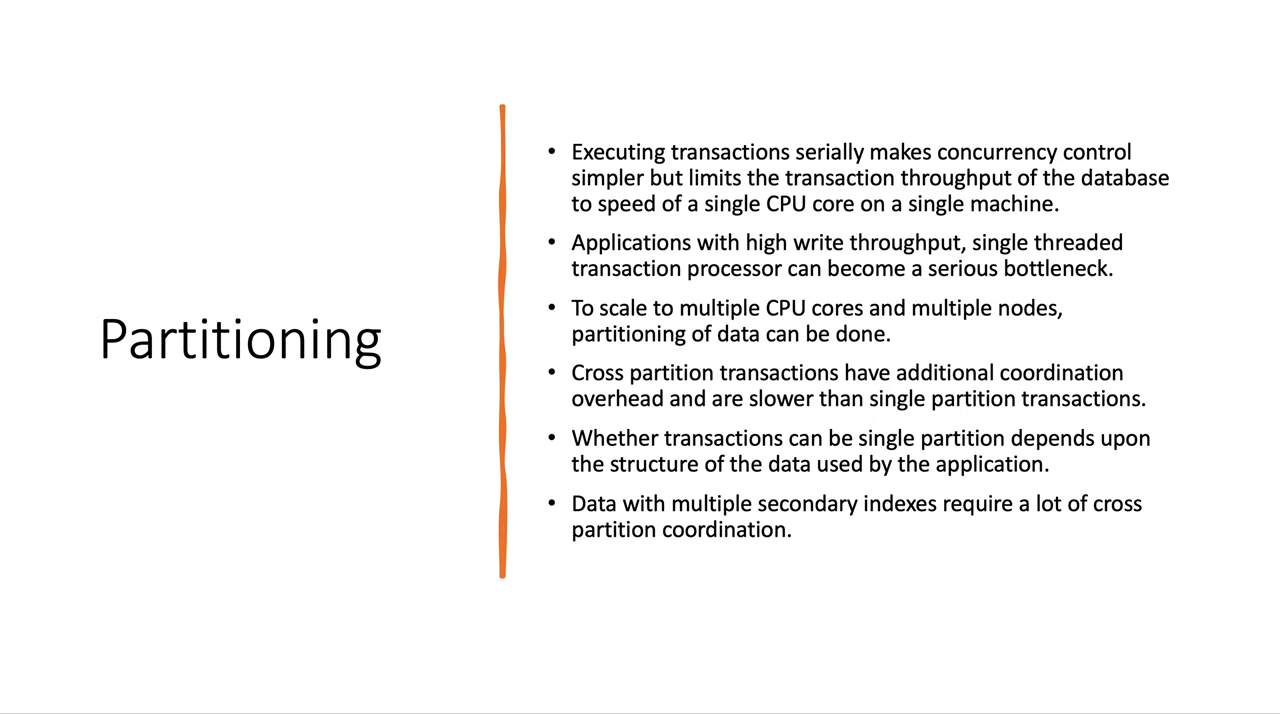 Partitioning
• Executing transactions serially makes concurrency control
simpler but limits the transaction throughput of the database
to speed of a single CPU core on a single machine.
• Applications with high write throughput, single threaded
transaction processor can become a serious bottleneck.
• To scale to multiple CPU cores and multiple nodes,
partitioning of data can be done.
• Cross partition transactions have additional coordination
overhead and are slower than single partition transactions.
• Whether transactions can be single partition depends upon
the structure of the data used by the application.
• Data with multiple secondary indexes require a lot of cross
partition coordination.